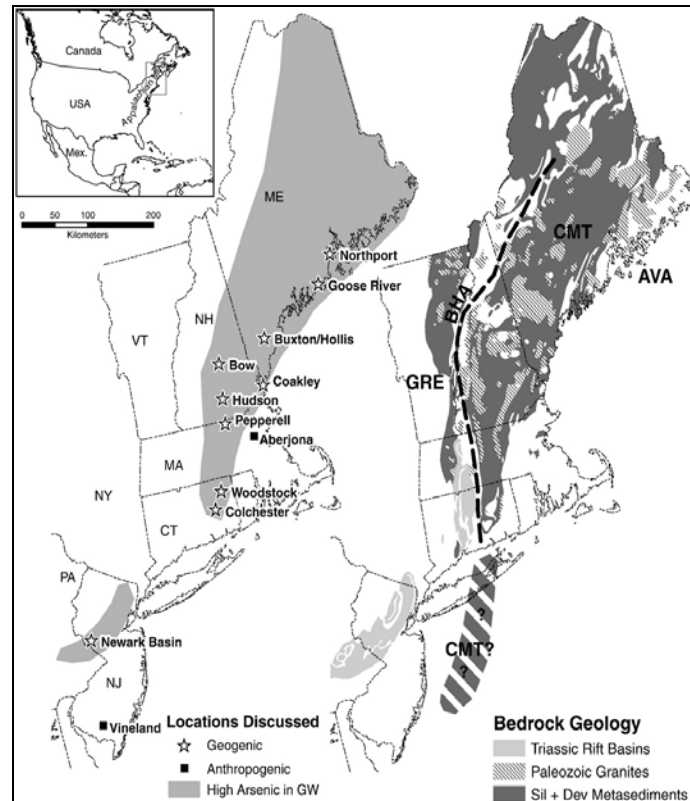 Canada
USA
Mex.
Appalachian Mts.
0 50 100 200
Kilometers
ME
Northport
Goose River
VT
NH
Buxton/Hollis
Bow
Coakley
Hudson
Pepperell
Aberjona
MA
NY
Woodstock
Colchester
CT
PA
Newark Basin
NJ
Vineland
Locations Discussed
Geogenic
Anthropogenic
High Arsenic in GW
CMT
AVA
BHA
GRE
?
CMT?
?
Bedrock Geology
Triassic Rift Basins
Paleozoic Granites
Sil + Dev Metasediments